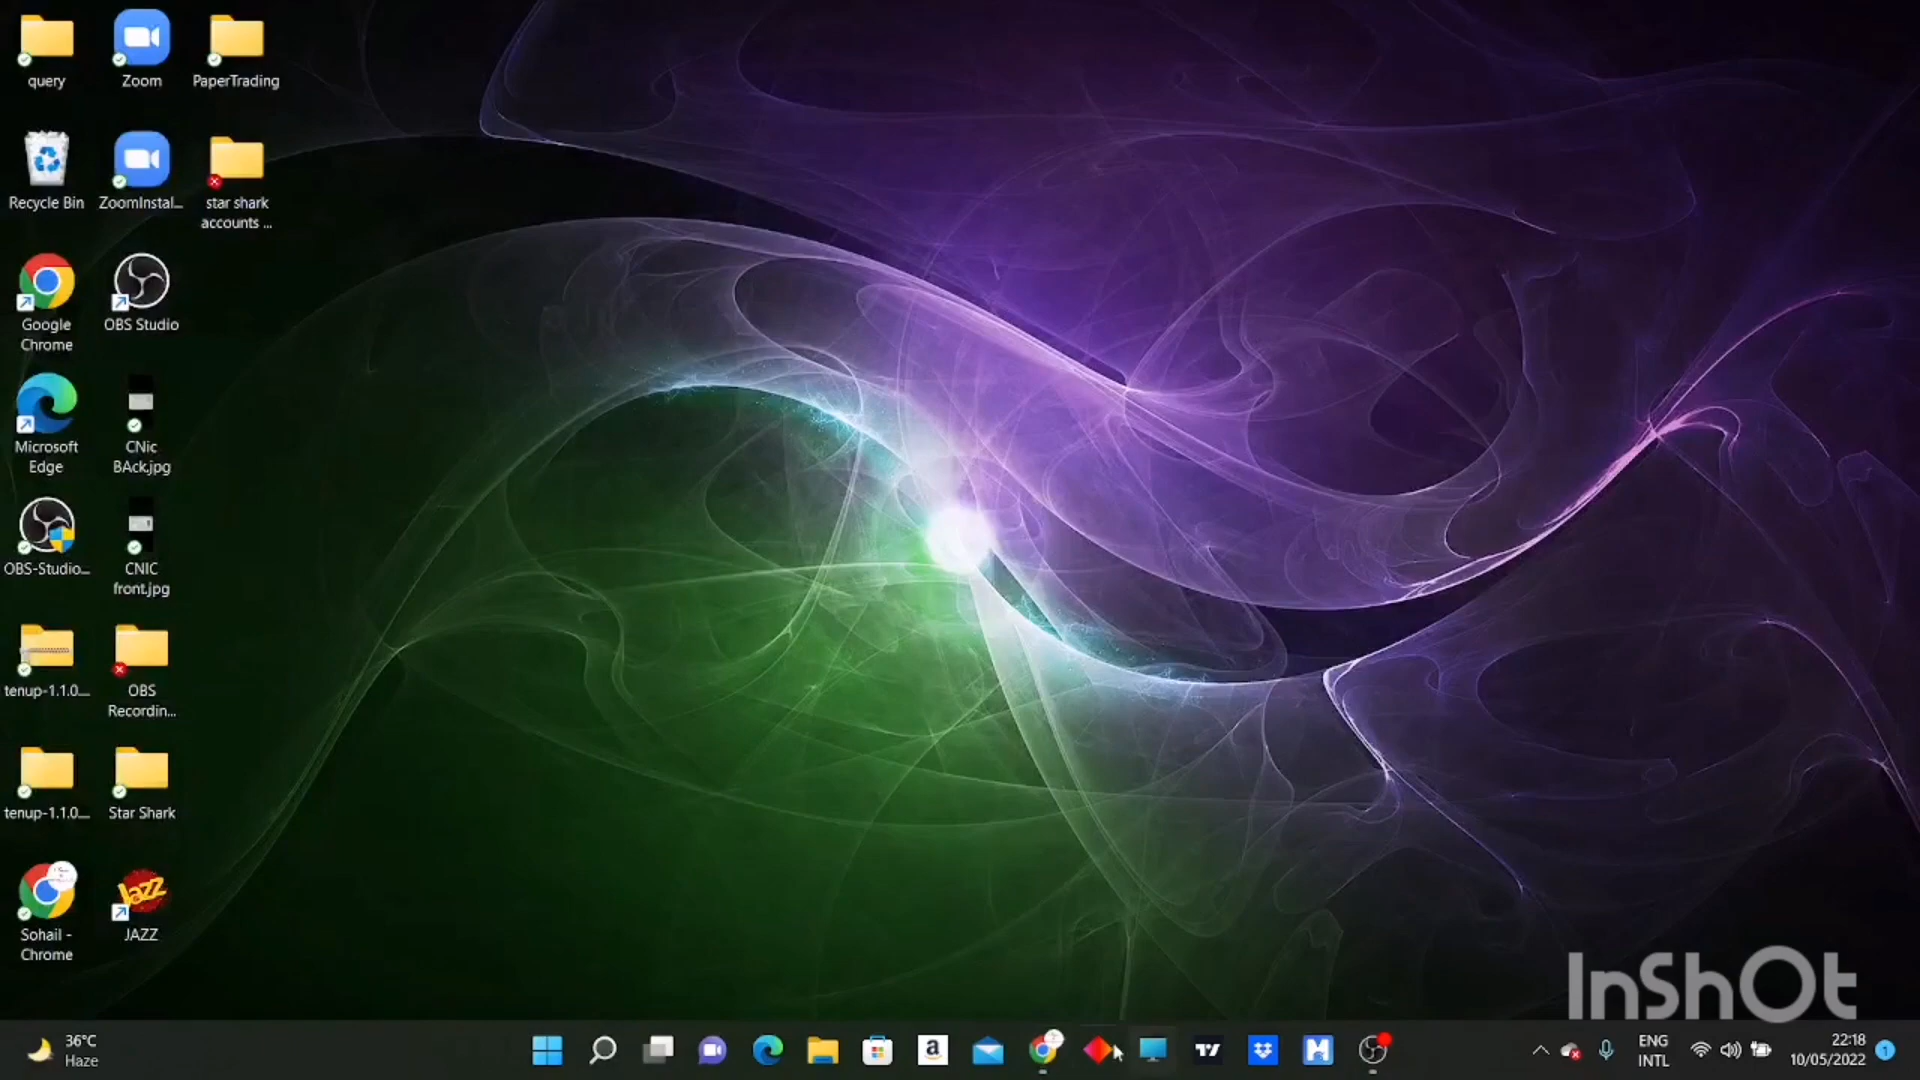 query
Zoom
PaperTrading
Recycle Bin
ZoomInstal...
star shark
accounts ...
Google
Chrome
OBS Studio
Microsoft
Edge
CNic
BAck.jpg
OBS-Studio...
CNIC
front.jpg
tenup-1.1.0...
OBS
Recordin...
tenup-1.1.0...
Star Shark
Jazz
Sohail -
Chrome
JAZZ
InShOt
36°C
Haze
a
ENG
INTL
22:18
10/05/2022
1